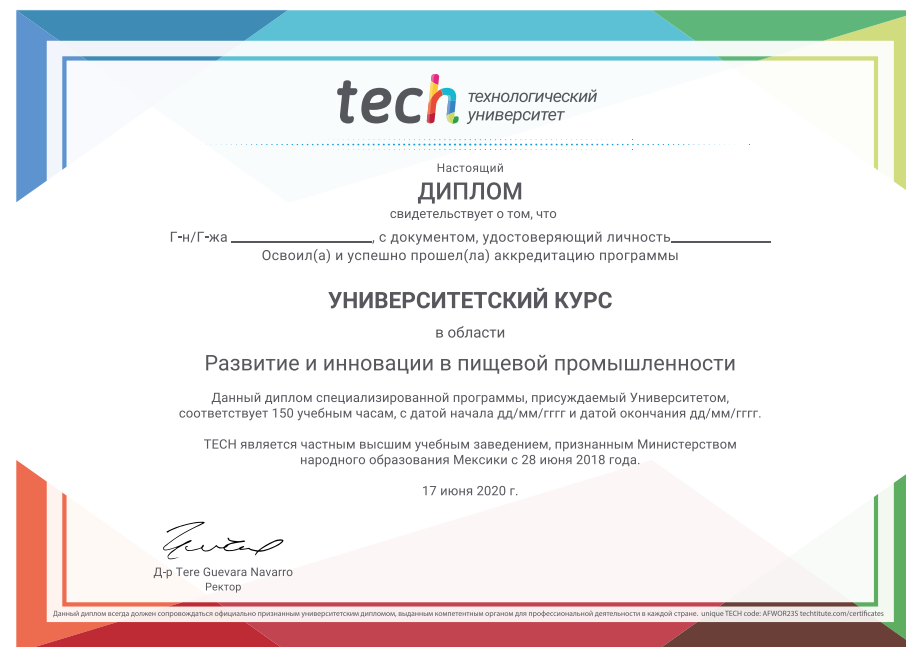 tech технологический
университет
Настоящий
ДИПЛОМ
свидетельствует о том, что
Г-н/Г-жа , с документом, удостоверяющий личность
Освоил(а) и успешно прошел(ла) аккредитацию программы
УНИВЕРСИТЕТСКИЙ КУРС
в области
Развитие и инновации в пищевой промышленности
Данный диплом специализированной программы, присуждаемый Университетом,
соответствует 150 учебным часам, с датой начала дд/мм/гггг и датой окончания дд/мм/гггг.
TECH является частным высшим учебным заведением, признанным Министерством
народного образования Мексики с 28 июня 2018 года.
17 июня 2020 г.
Д-р Tere Guevara Navarro
Ректор
Данный диплом всегда должен сопровождаться официально признанным университетским дипломом, выданным компетентным органом для профессиональной деятельности в каждой стране. unique TECH code: AFWOR23S techtitute.com/certificates